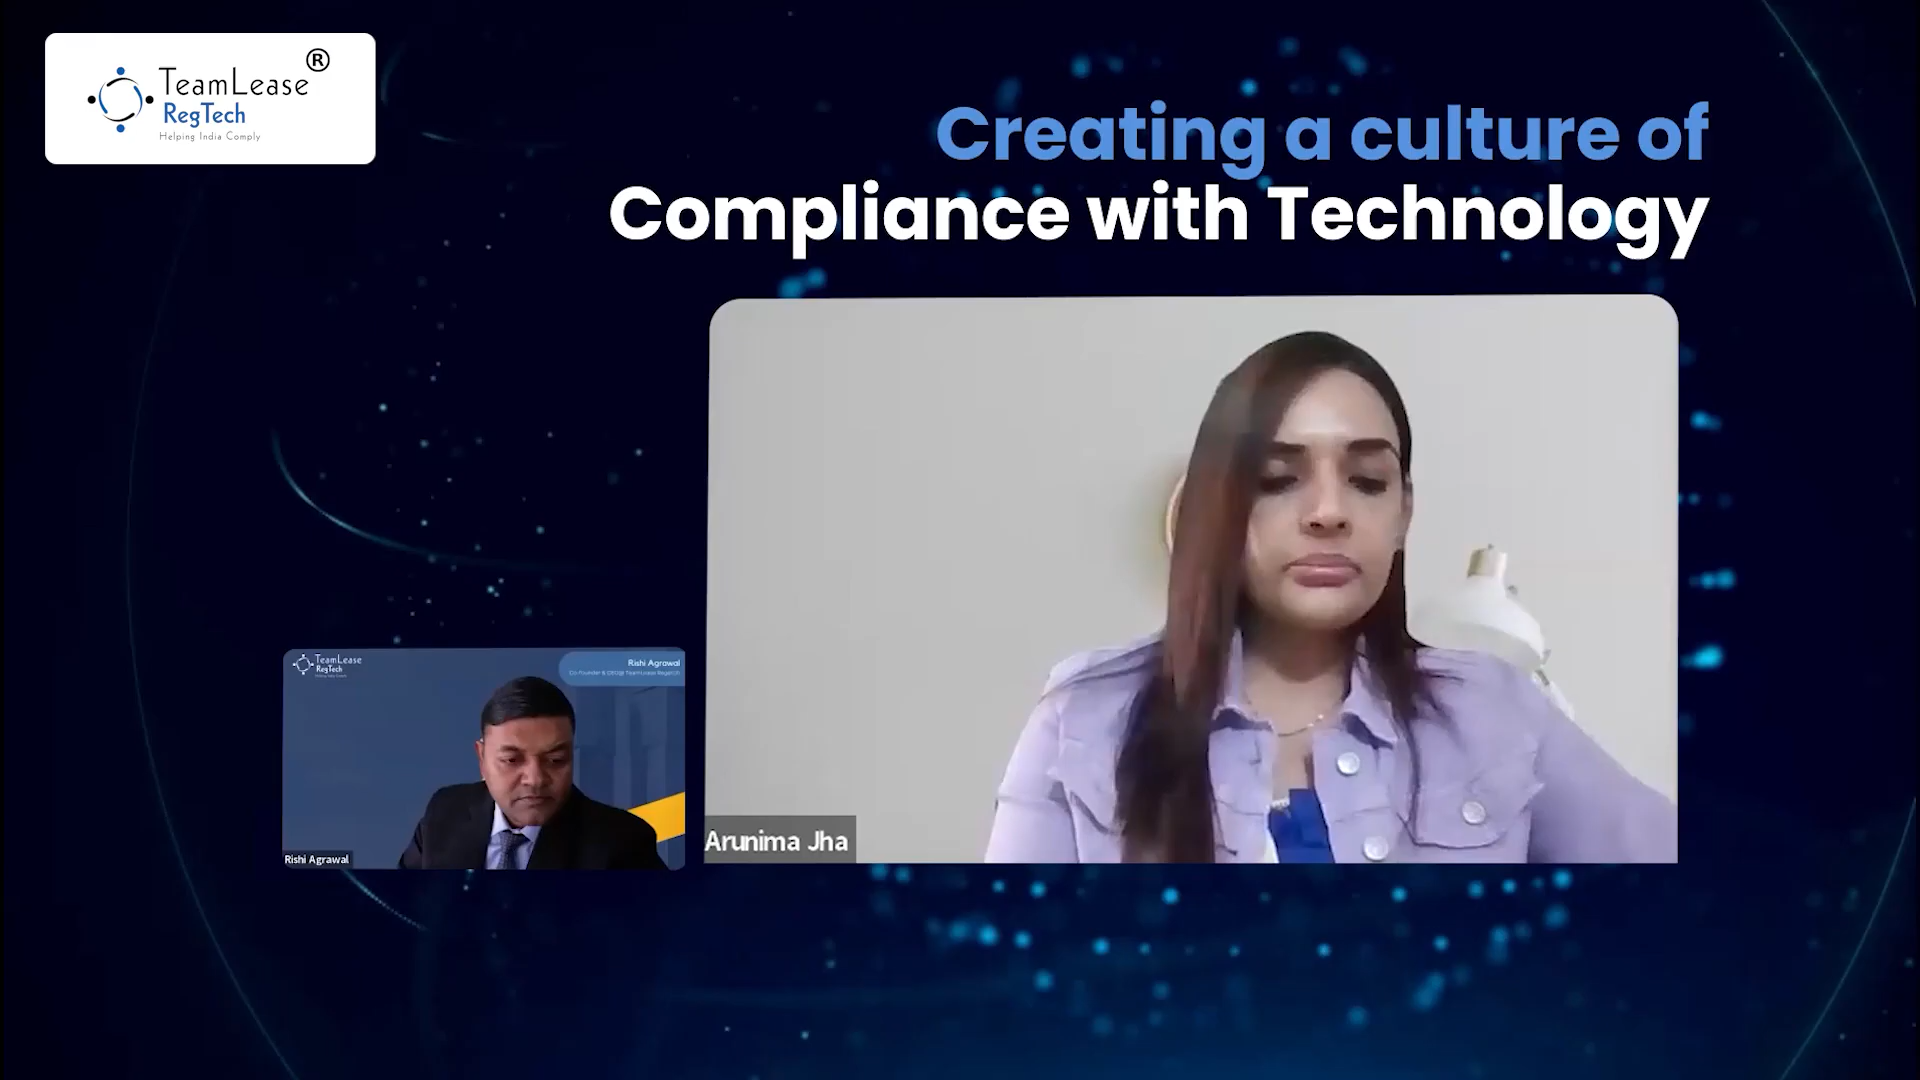 TeamLease®
RegTech
Helping India Comply
Creating a culture of
Compliance with Technology
TeamLease
RegTech
Rishi Agrawal
Rishi Agrawal
Arunima Jha